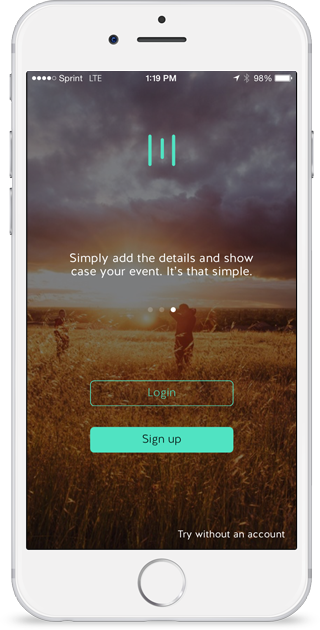 Sprint LTE 1:19 PM 98%
Simply add the details and show
case your event. It's that simple.
Login
Sign up
Try without an account